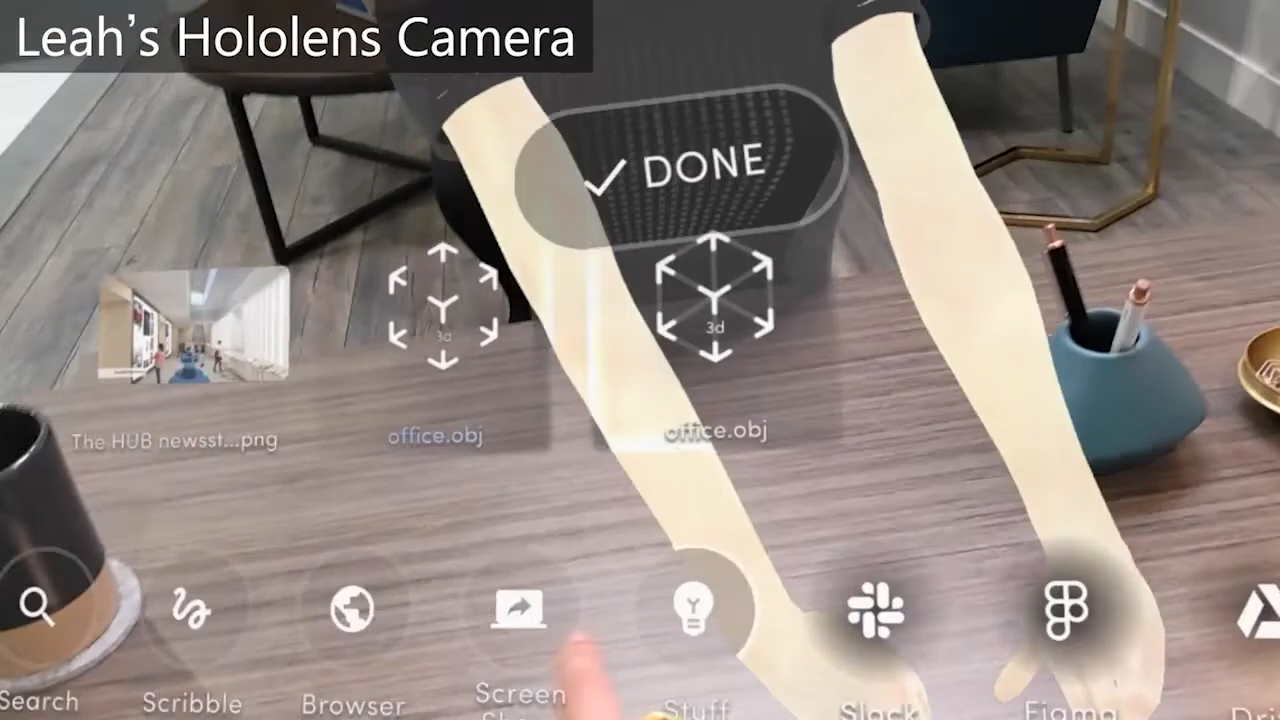 Leah’s Hololens Camera
DONE
3d
3d
The HUB newsst...png
office.obj
office.obj
Search
Scribble
Browser
Screen
Stuff
Slack
Figma